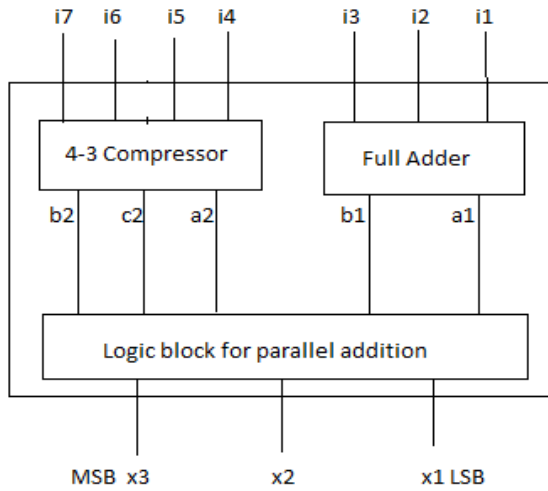 i7 i6 i5 i4 i3 i2 i1
4-3 Compressor Full Adder
b2 c2 a2 b1 a1
Logic block for parallel addition
MSB x3 x2 x1 LSB